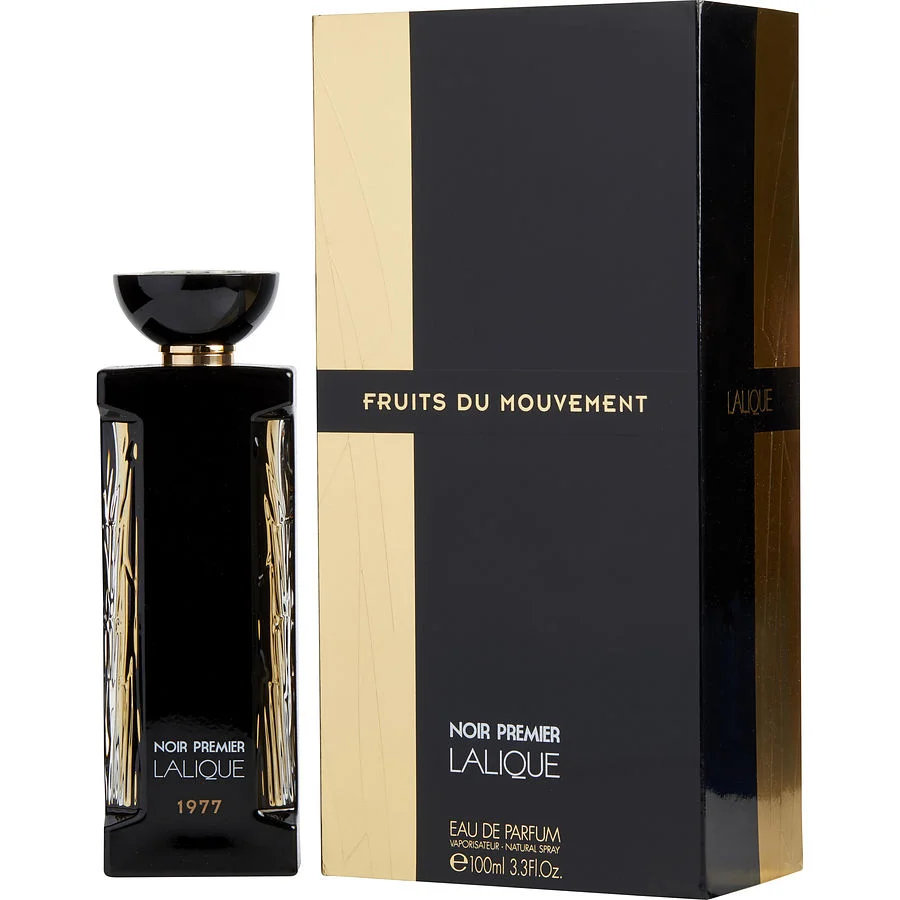 NOIR PREMIER
LALIQUE
1977
FRUITS DU MOUVEMENT
LALIQUE
NOIR PREMIER
LALIQUE
EAU DE PARFUM
VAPORISATEUR - NATURAL SPRAY
℮100ml 3.3Fl.Oz.